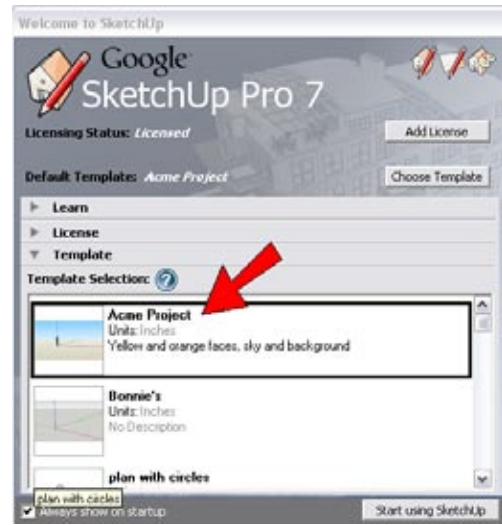 Welcome to SketchUp
Google
SketchUp Pro 7
Licensing Status: Licensed
Add License
Default Template: Acme Project
Choose Template
Learn
License
Template
Template Selection:
Acme Project
Units: Inches
Yellow and orange faces, sky and background
Bonnie's
Units: Inches
No Description
plan with circles
plan with circles
Always show on startup
Start using SketchUp